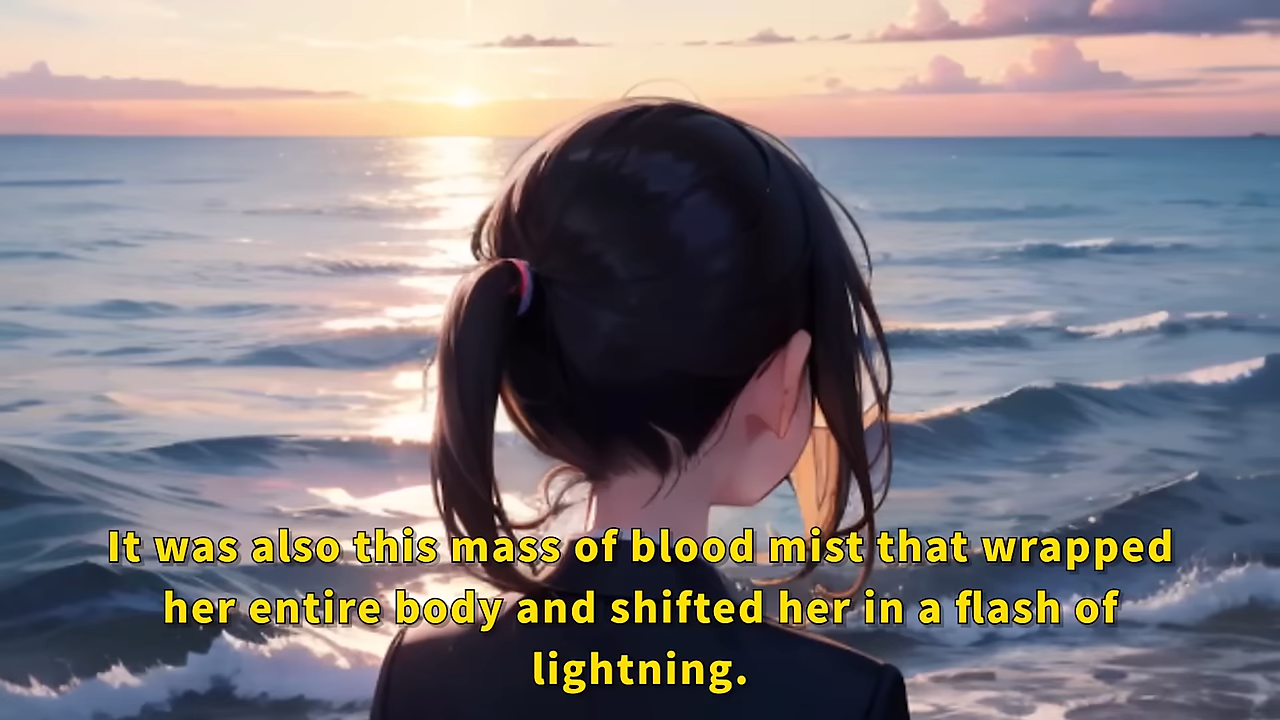 It was also this mass of blood mist that wrapped
her entire body and shifted her in a flash of
lightning.